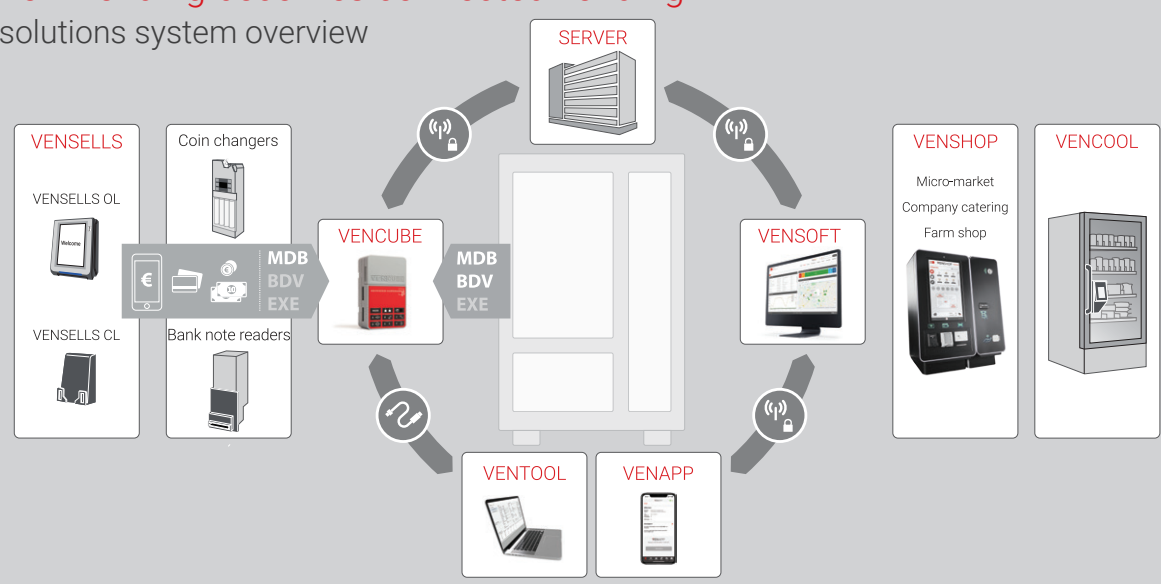 solutions system overview
SERVER
VENSELLS
VENSELLS OL
Welcome
VENSELLS CL
Coin changers
€
€
10
MDB
BDV
EXE
Bank note readers
VENCUBE
MDB
BDV
EXE
VENSOFT
VENTOOL
VENAPP
VENSHOP
Micro-market
Company catering
Farm shop
VENCOOL